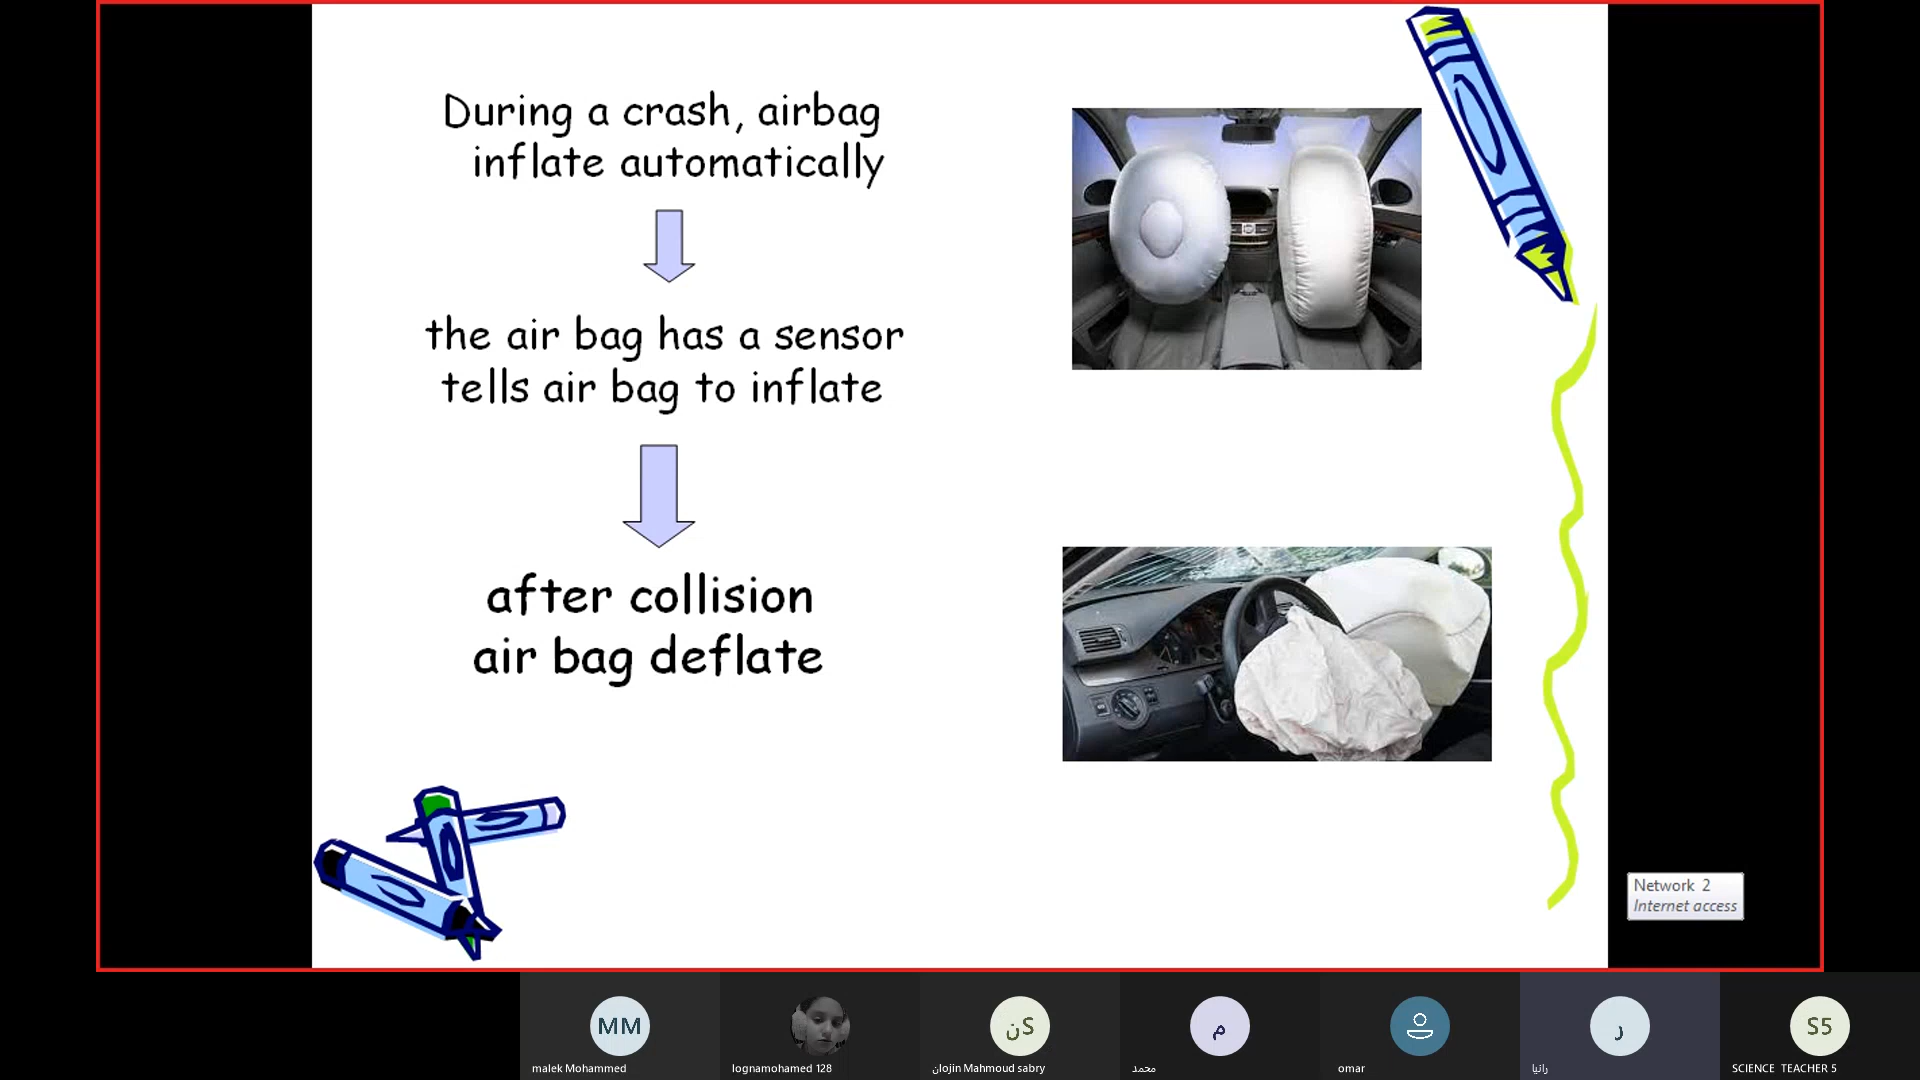 During a crash, airbag
inflate automatically
the air bag has a sensor
tells air bag to inflate
after collision
air bag deflate
Network 2
Internet access
MM
malek Mohammed
lognamohamed 128
نS
نlojin Mahmoud sabry
م
محمد
omar
ر
رانيا
S5
SCIENCE TEACHER 5